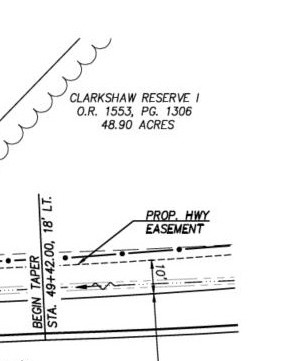 CLARKSHAW RESERVE I
O.R. 1553, PG. 1306
48.90 ACRES
PROP. HWY
EASEMENT
BEGIN TAPER
STA. 49+42.00, 18' LT.
10'